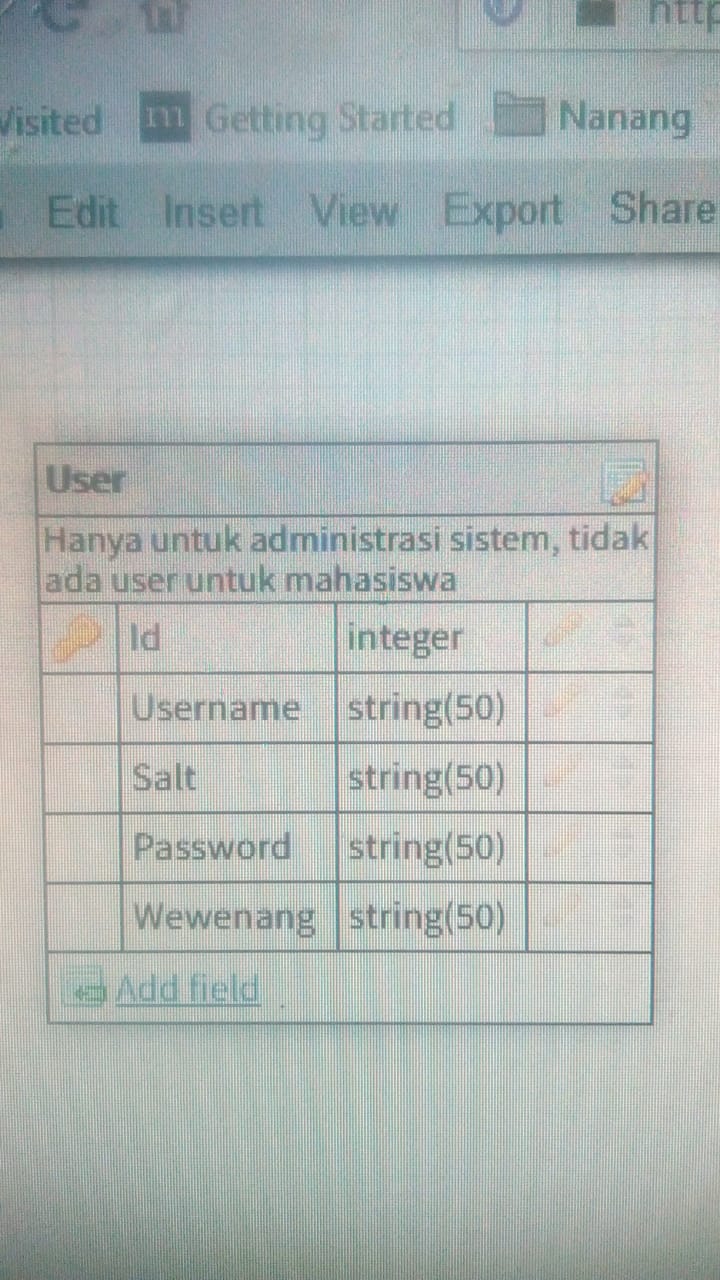 http
Visited Getting Started Nanang
Edit Insert View Export Share
User
Hanya untuk administrasi sistem, tidak
ada user untuk mahasiswa
Id integer
Username string(50)
Salt string(50)
Password string(50)
Wewenang string(50)
Add field